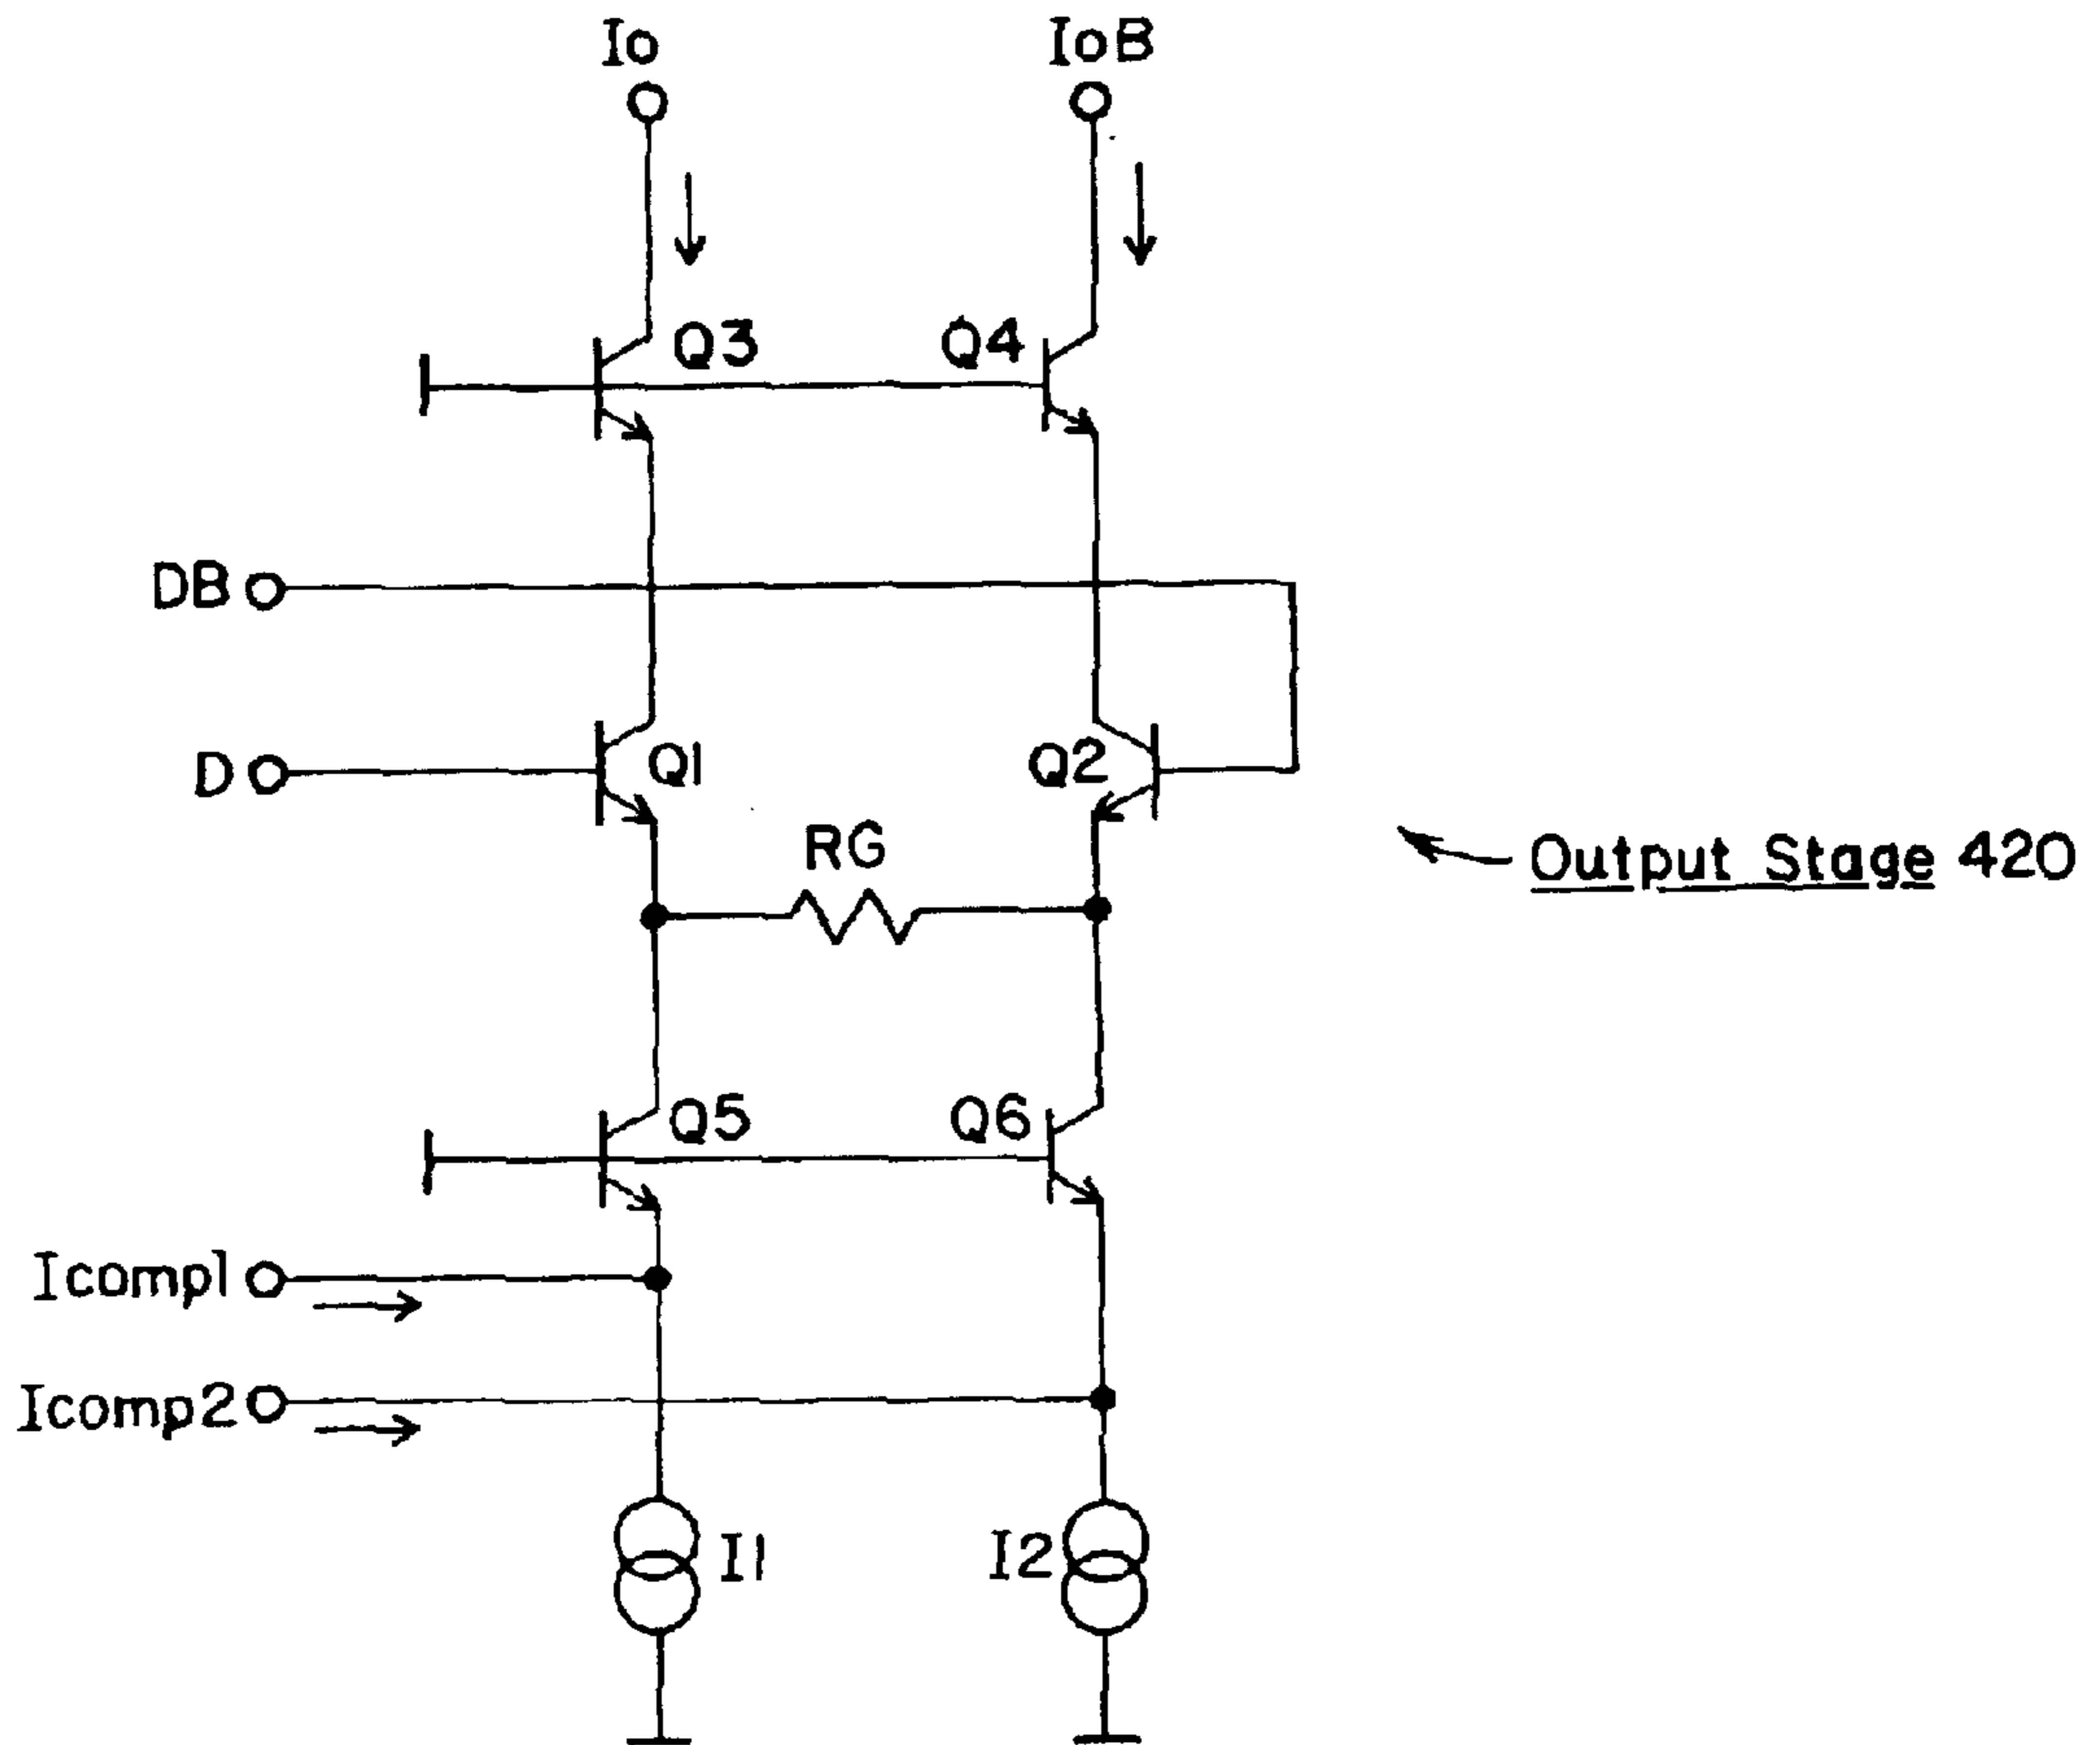 Io
IoB
Q3
Q4
DB
D
Q1
Q2
RG
Output Stage 420
Q5
Q6
Icomp1
Icomp2
I1
I2